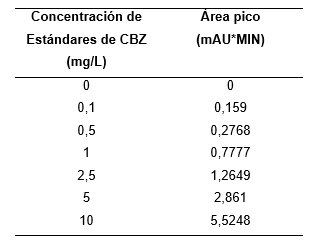 Concentración de Área pico
Estándares de CBZ (mAU*MIN)
(mg/L)
0 0
0,1 0,159
0,5 0,2768
1 0,7777
2,5 1,2649
5 2,861
10 5,5248